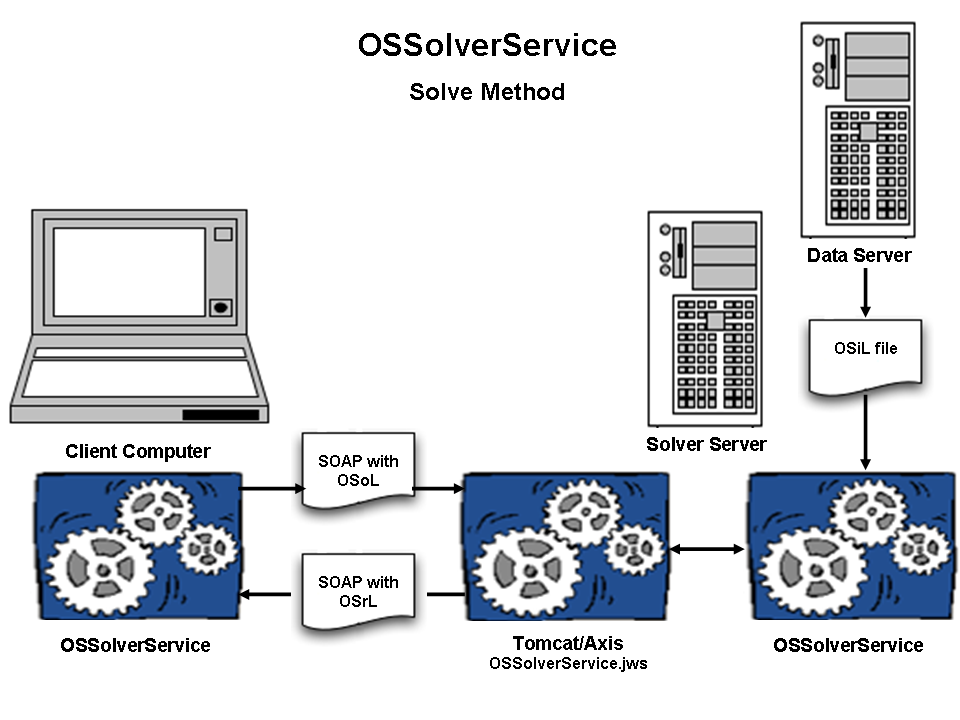 OSSolverService
Solve Method
Data Server
OSiL file
Solver Server
Client Computer
SOAP with
OSoL
SOAP with
OSrL
OSSolverService
Tomcat/Axis
OSSolverService.jws
OSSolverService